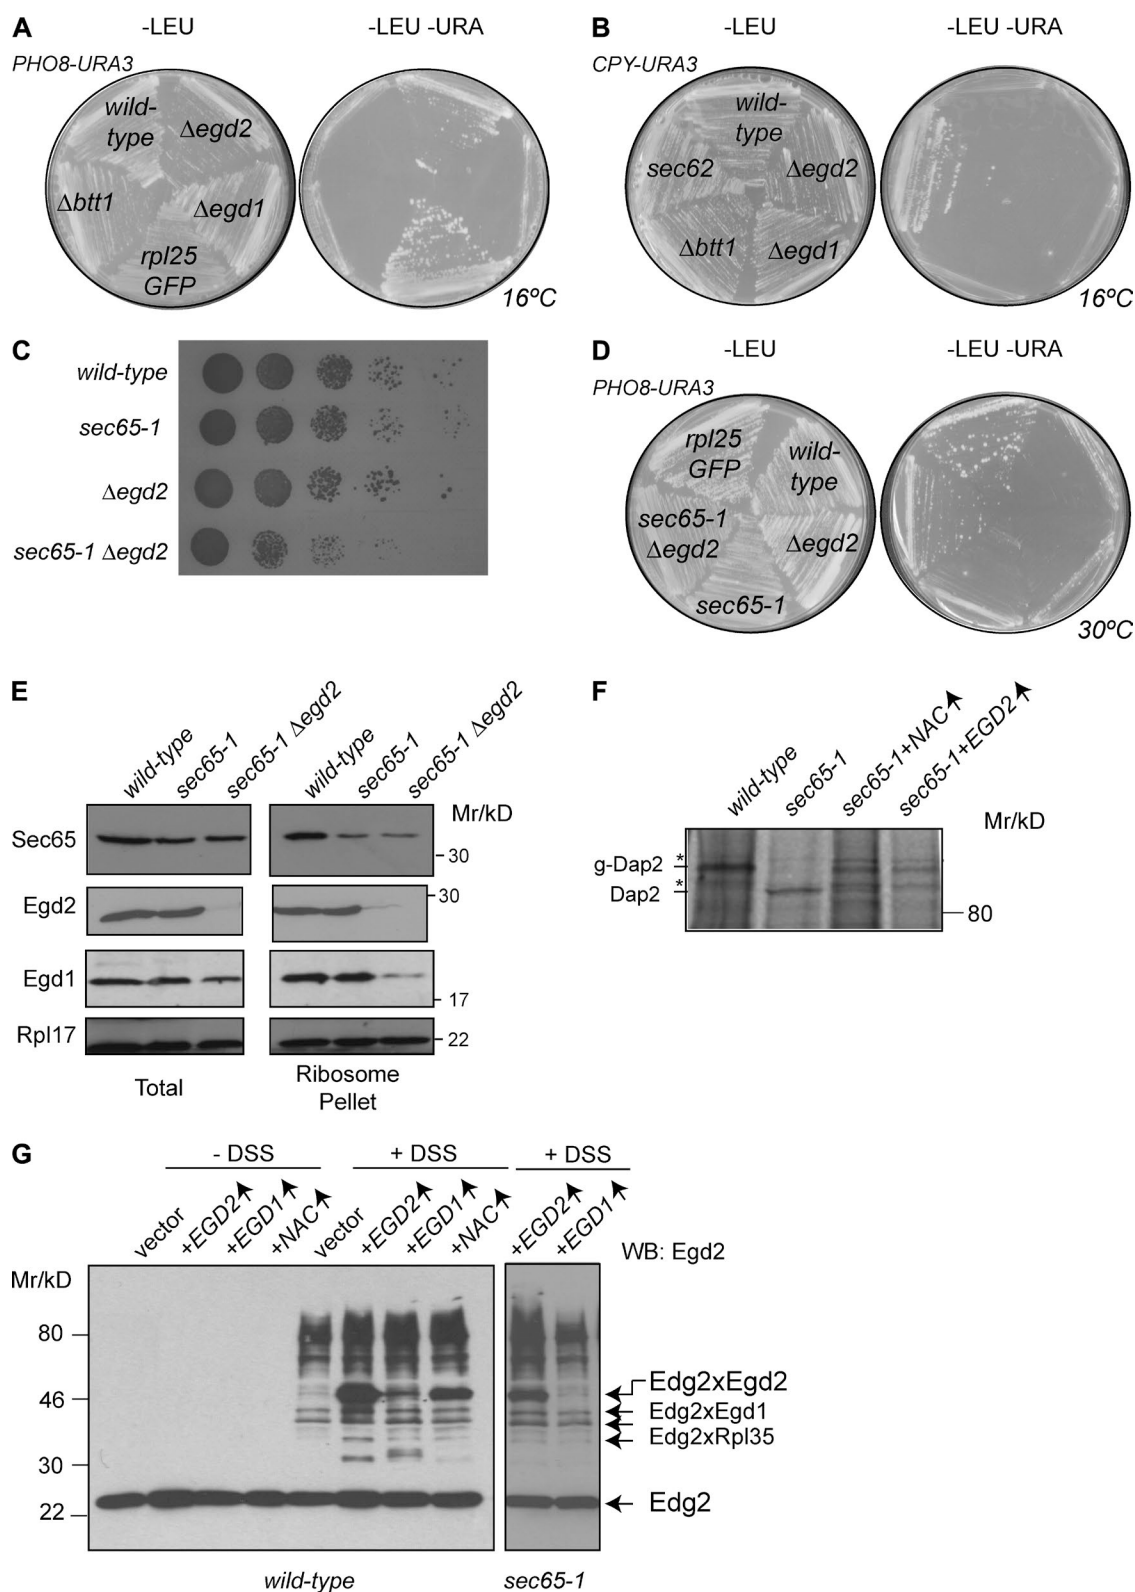 A
-LEU
-LEU -URA
PHO8-URA3
wild-
type
Δegd2
Δbtt1
Δegd1
rpl25
GFP
16ºC
B
-LEU
-LEU -URA
CPY-URA3
wild-
type
sec62
Δegd2
Δbtt1
Δegd1
16ºC
C
wild-type
sec65-1
Δegd2
sec65-1 Δegd2
D
-LEU
-LEU -URA
PHO8-URA3
rpl25
GFP
wild-
type
sec65-1
Δegd2
Δegd2
sec65-1
30ºC
E
wild-type
sec65-1
sec65-1 Δegd2
wild-type
sec65-1
sec65-1 Δegd2
Mr/kD
Sec65
30
Egd2
30
Egd1
17
Rpl17
22
Total
Ribosome
Pellet
F
wild-type
sec65-1
sec65-1+NAC
sec65-1+EGD2
Mr/kD
g-Dap2
*
Dap2
*
80
G
- DSS
+ DSS
+ DSS
vector
+EGD2
+EGD1
+NAC
vector
+EGD2
+EGD1
+NAC
+EGD2
+EGD1
WB: Egd2
Mr/kD
80
46
30
22
Edg2xEgd2
Edg2xEgd1
Edg2xRpl35
Edg2
wild-type
sec65-1